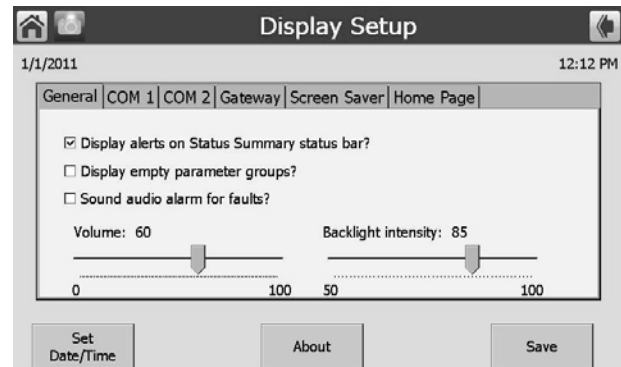 Display Setup
1/1/2011 12:12 PM
General COM 1 COM 2 Gateway Screen Saver Home Page
Display alerts on Status Summary status bar?
Display empty parameter groups?
Sound audio alarm for faults?
Volume: 60 Backlight intensity: 85
0 100 50 100
Set Date/Time About Save